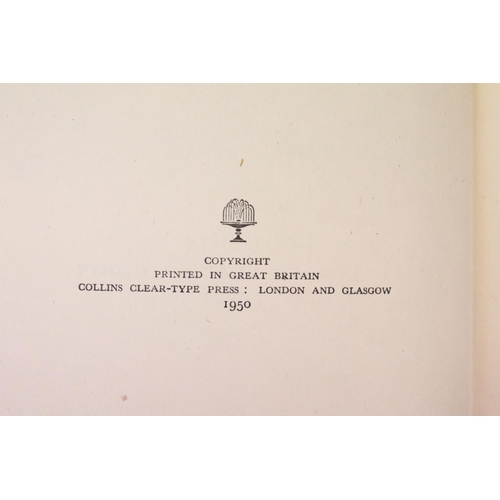 COPYRIGHT
PRINTED IN GREAT BRITAIN
COLLINS CLEAR-TYPE PRESS: LONDON AND GLASGOW
1950